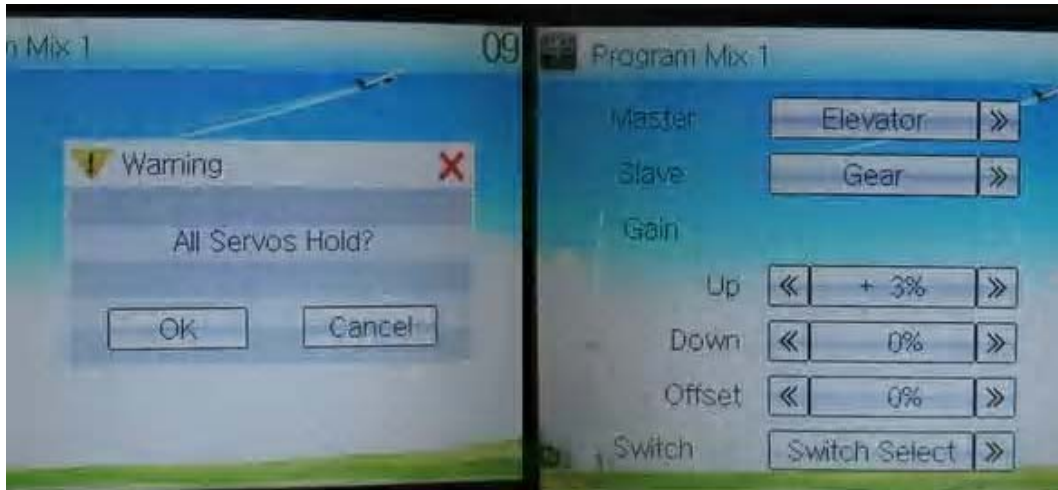 n Mix 1
09
Warning
All Servos Hold?
OK
Cancel
Program Mix 1
Master Elevator »
Slave Gear »
Gain
Up « + 3% »
Down « 0% »
Offset « 0% »
Switch Switch Select »